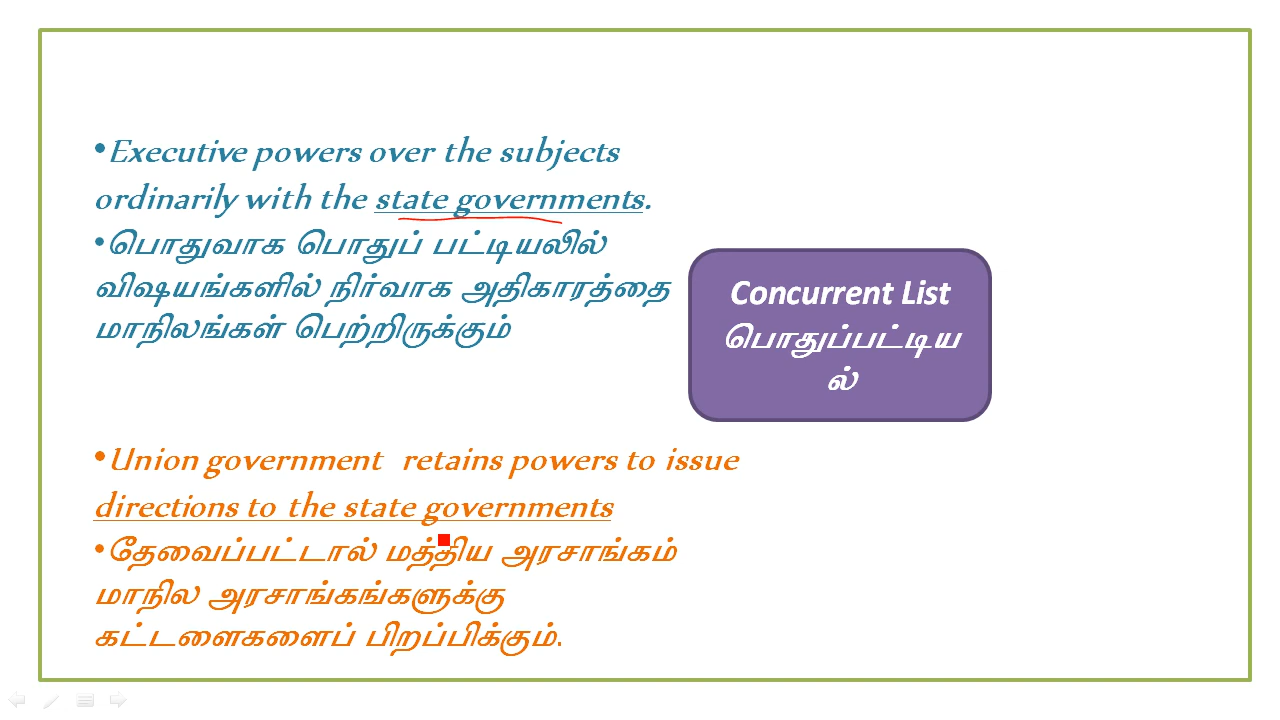 •Executive powers over the subjects
ordinarily with the state governments.
•பொதுவாக பொதுப் பட்டியலில்
விஷயங்களில் நிர்வாக அதிகாரத்தை
மாநிலங்கள் பெற்றிருக்கும்
Concurrent List
பொதுப்பட்டிய
ல்
•Union government retains powers to issue
directions to the state governments
•தேவைப்பட்டால் மத்திய அரசாங்கம்
மாநில அரசாங்கங்களுக்கு
கட்டளைகளைப் பிறப்பிக்கும்.